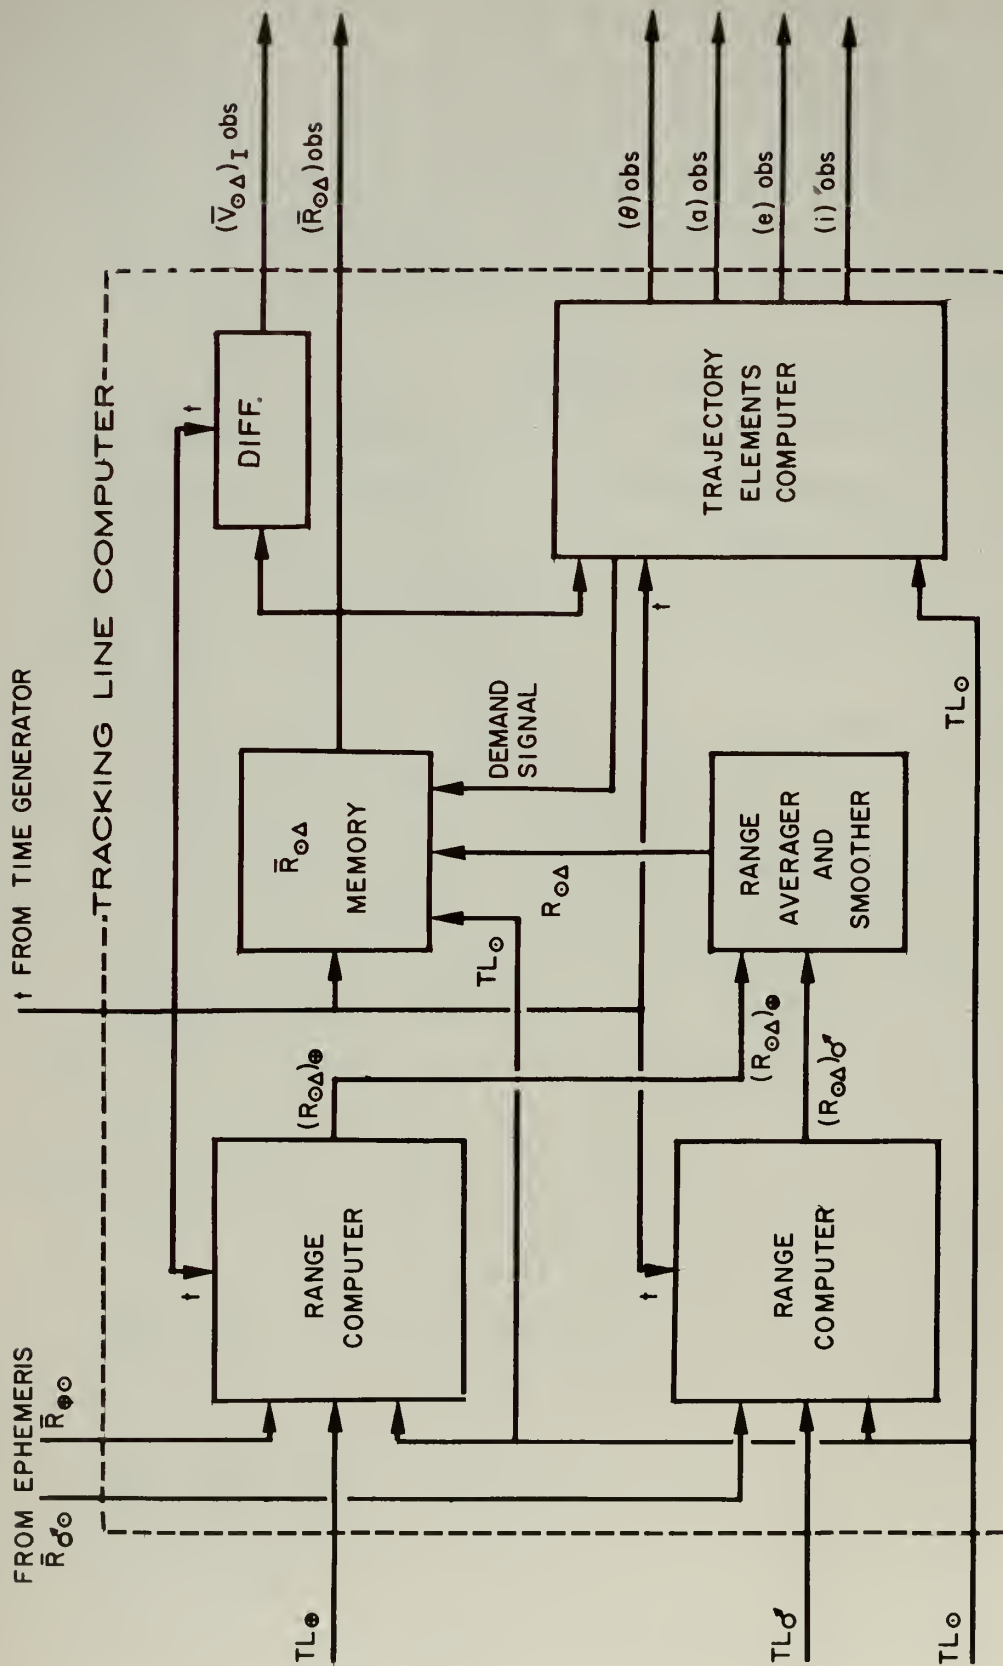 FROM EPHEMERIS
R̄♂⊙
R̄⊕⊙
t FROM TIME GENERATOR
TRACKING LINE COMPUTER
TL⊕
TL♂
TL⊙
t
RANGE
COMPUTER
(R⊙Δ)⊕
t
RANGE
COMPUTER
(R⊙Δ)♂
(R⊙Δ)⊕
TL⊙
R̄⊙Δ
MEMORY
R⊙Δ
RANGE
AVERAGER
AND
SMOOTHER
DEMAND
SIGNAL
TL⊙
t
DIFF.
t
TRAJECTORY
ELEMENTS
COMPUTER
(V̄⊙Δ)I obs
(R̄⊙Δ)obs
(θ)obs
(a)obs
(e) obs
(i) obs